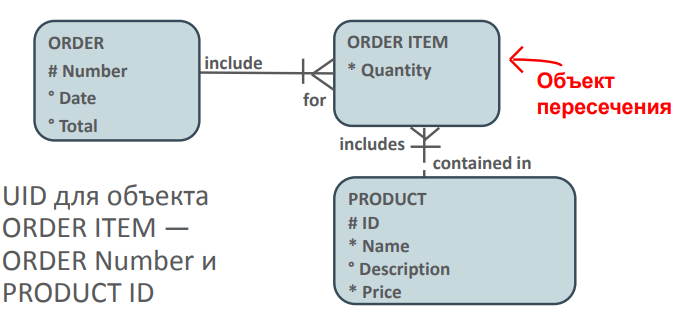 ORDER
# Number
° Date
° Total
include
for
ORDER ITEM
* Quantity
Объект
пересечения
includes
contained in
PRODUCT
# ID
* Name
° Description
* Price
UID для объекта
ORDER ITEM —
ORDER Number и
PRODUCT ID